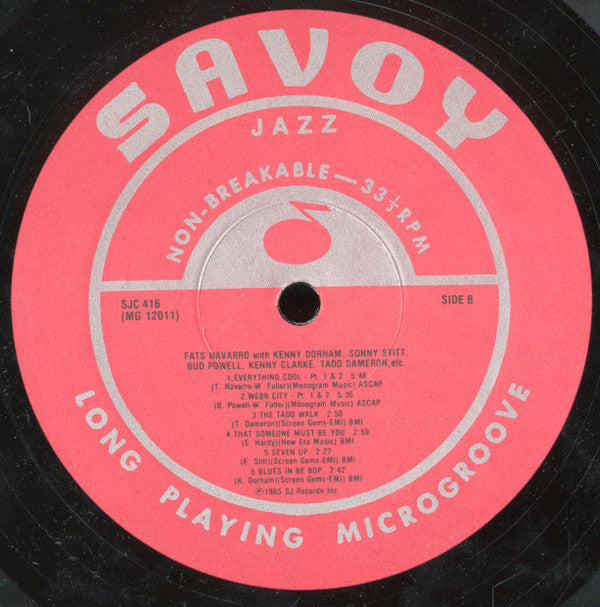 SAVOY
JAZZ
NON-BREAKABLE—33⅓RPM
SJC 416
(MG 12011)
SIDE B
FATS NAVARRO with KENNY DORHAM, SONNY STITT,
BUD POWELL, KENNY CLARKE, TADD DAMERON,etc.
1.EVERYTHING COOL - Pt. 1 & 2 5:48
(T. Navarro-W. Fuller)(Monogram Music) ASCAP
2.WEBB CITY - Pt. 1 & 2 5:35
(B. Powell-W. Fuller)(Monogram Music) ASCAP
3 THE TADD WALK 2:50
(T. Dameron)(Screen Gems-EMI) BMI
4 THAT SOMEONE MUST BE YOU 2:59
(E. Hardy)(New Era Music) BMI
5 SEVEN UP 2:27
(E. Stitt)(Screen Gems-EMI) BMI
6 BLUES IN BE BOP 2:42
(K. Dorham)(Screen Gems-EMI) BMI
℗1985 SJ Records Inc
LONG PLAYING MICROGROOVE